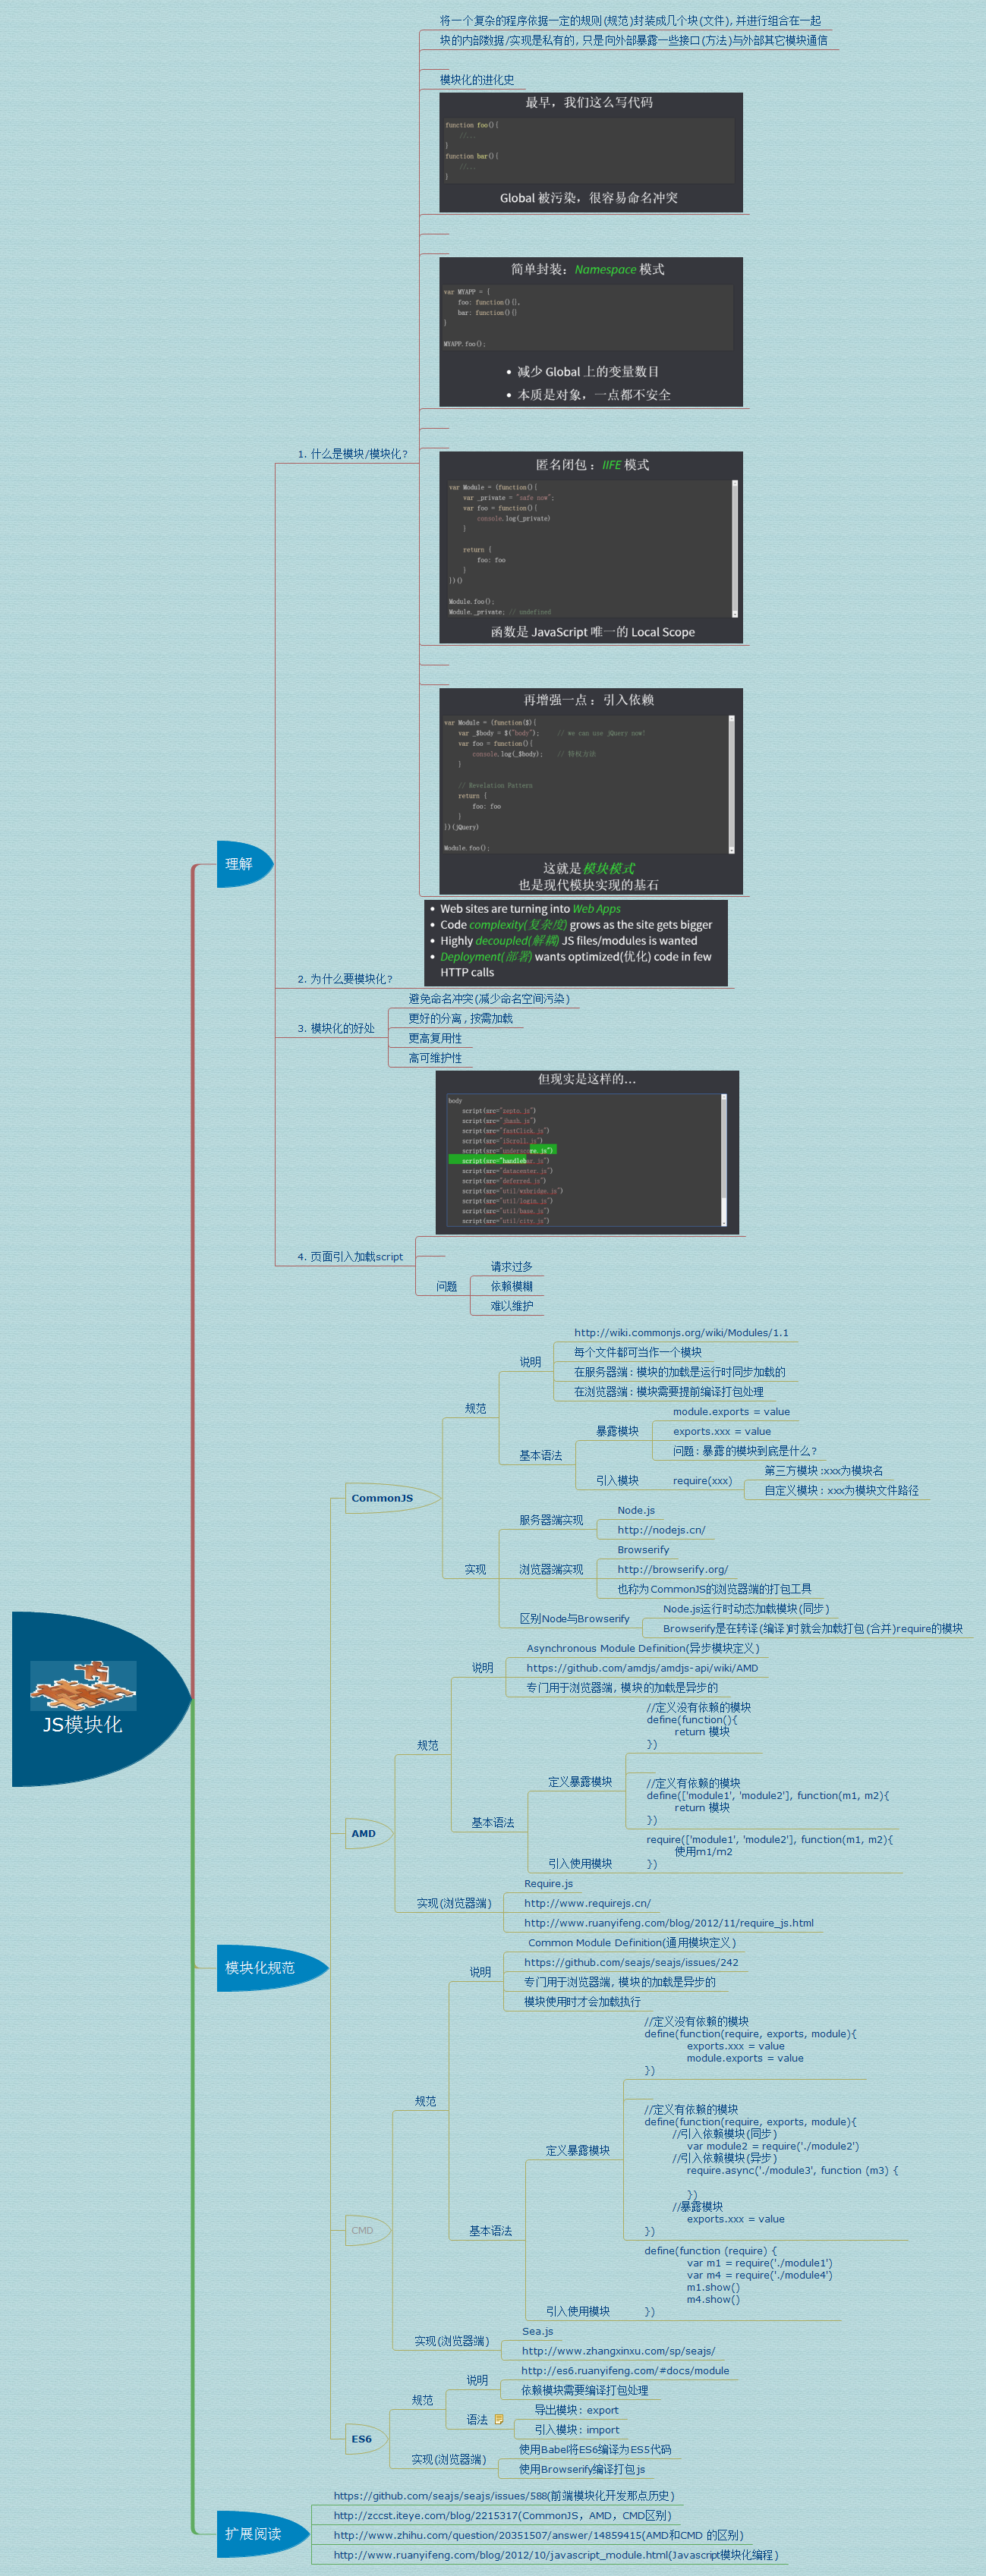 将一个复杂的程序依据一定的规则(规范)封装成几个块(文件), 并进行组合在一起
块的内部数据/实现是私有的, 只是向外部暴露一些接口(方法)与外部其它模块通信
模块化的进化史
最早，我们这么写代码
function foo(){
//...
}
function bar(){
//...
}
Global 被污染，很容易命名冲突
简单封装：Namespace 模式
var MYAPP = {
foo: function(){},
bar: function(){}
}
MYAPP.foo();
• 减少 Global 上的变量数目
• 本质是对象，一点都不安全
1. 什么是模块/模块化?
匿名闭包：IIFE 模式
var Module = (function(){
var _private = "safe now";
var foo = function(){
console.log(_private)
}
return {
foo: foo
}
})()
Module.foo();
Module._private; // undefined
函数是 JavaScript 唯一的 Local Scope
再增强一点：引入依赖
var Module = (function($){
var _$body = $("body"); // we can use jQuery now!
var foo = function(){
console.log(_$body); // 特权方法
}
// Revelation Pattern
return {
foo: foo
}
})(jQuery)
Module.foo();
这就是模块模式
也是现代模块实现的基石
理解
• Web sites are turning into Web Apps
• Code complexity(复杂度) grows as the site gets bigger
• Highly decoupled(解耦) JS files/modules is wanted
• Deployment(部署) wants optimized(优化) code in few
HTTP calls
2. 为什么要模块化?
避免命名冲突(减少命名空间污染)
更好的分离, 按需加载
3. 模块化的好处
更高复用性
高可维护性
但现实是这样的...
body
script(src="zepto.js")
script(src="jhash.js")
script(src="fastClick.js")
script(src="iScroll.js")
script(src="underscore.js")
script(src="handlebar.js")
script(src="datacenter.js")
script(src="deferred.js")
script(src="util/wxbridge.js")
script(src="util/login.js")
script(src="util/base.js")
script(src="util/city.js")
4. 页面引入加载script
请求过多
问题
依赖模糊
难以维护
http://wiki.commonjs.org/wiki/Modules/1.1
每个文件都可当作一个模块
说明
在服务器端: 模块的加载是运行时同步加载的
在浏览器端: 模块需要提前编译打包处理
规范
module.exports = value
暴露模块
exports.xxx = value
问题: 暴露的模块到底是什么?
基本语法
引入模块
require(xxx)
第三方模块:xxx为模块名
自定义模块: xxx为模块文件路径
CommonJS
Node.js
服务器端实现
http://nodejs.cn/
Browserify
实现
浏览器端实现
http://browserify.org/
也称为CommonJS的浏览器端的打包工具
区别Node与Browserify
Node.js运行时动态加载模块(同步)
Browserify是在转译(编译)时就会加载打包(合并)require的模块
JS模块化
Asynchronous Module Definition(异步模块定义)
说明
https://github.com/amdjs/amdjs-api/wiki/AMD
专门用于浏览器端, 模块的加载是异步的
规范
//定义没有依赖的模块
define(function(){
return 模块
})
定义暴露模块
//定义有依赖的模块
define(['module1', 'module2'], function(m1, m2){
return 模块
})
基本语法
AMD
require(['module1', 'module2'], function(m1, m2){
使用m1/m2
})
引入使用模块
Require.js
实现(浏览器端)
http://www.requirejs.cn/
http://www.ruanyifeng.com/blog/2012/11/require_js.html
模块化规范
Common Module Definition(通用模块定义)
https://github.com/seajs/seajs/issues/242
说明
专门用于浏览器端, 模块的加载是异步的
模块使用时才会加载执行
//定义没有依赖的模块
define(function(require, exports, module){
exports.xxx = value
module.exports = value
})
规范
//定义有依赖的模块
define(function(require, exports, module){
//引入依赖模块(同步)
var module2 = require('./module2')
定义暴露模块
//引入依赖模块(异步)
require.async('./module3', function (m3) {
})
//暴露模块
exports.xxx = value
})
CMD
基本语法
define(function (require) {
var m1 = require('./module1')
var m4 = require('./module4')
m1.show()
m4.show()
})
引入使用模块
Sea.js
实现(浏览器端)
http://www.zhangxinxu.com/sp/seajs/
http://es6.ruanyifeng.com/#docs/module
说明
依赖模块需要编译打包处理
规范
导出模块: export
语法
引入模块: import
ES6
使用Babel将ES6编译为ES5代码
实现(浏览器端)
使用Browserify编译打包js
https://github.com/seajs/seajs/issues/588(前端模块化开发那点历史)
http://zccst.iteye.com/blog/2215317(CommonJS，AMD，CMD区别)
扩展阅读
http://www.zhihu.com/question/20351507/answer/14859415(AMD和CMD 的区别)
http://www.ruanyifeng.com/blog/2012/10/javascript_module.html(Javascript模块化编程)